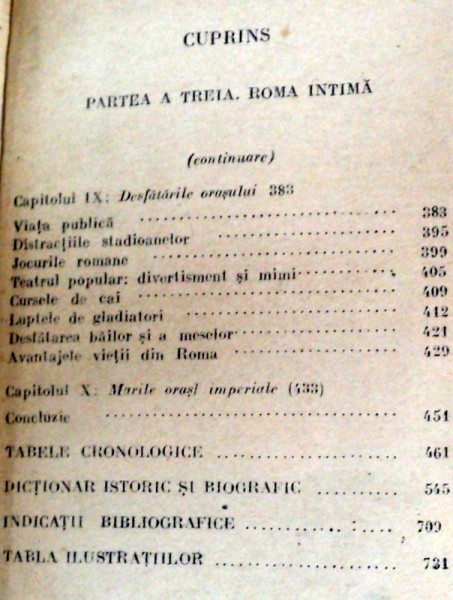 CUPRINS
PARTEA A TREIA. ROMA INTIMĂ
(continuare)
Capitolul IX: Desfătările orașului 383
Viața publică ................ 383
Distracțiile stadioanelor ................ 395
Jocurile romane ................ 399
Teatrul popular: divertisment și mimi ................ 405
Cursele de cai ................ 409
Luptele de gladiatori ................ 412
Desfătarea băilor și a meselor ................ 421
Avantajele vieții din Roma ................ 429
Capitolul X: Marile orașe imperiale (433)
Concluzie ................ 451
TABELE CRONOLOGICE ................ 461
DICȚIONAR ISTORIC ȘI BIOGRAFIC .......... 545
INDICAȚII BIBLIOGRAFICE ................ 709
TABLA ILUSTRAȚIILOR ................ 731